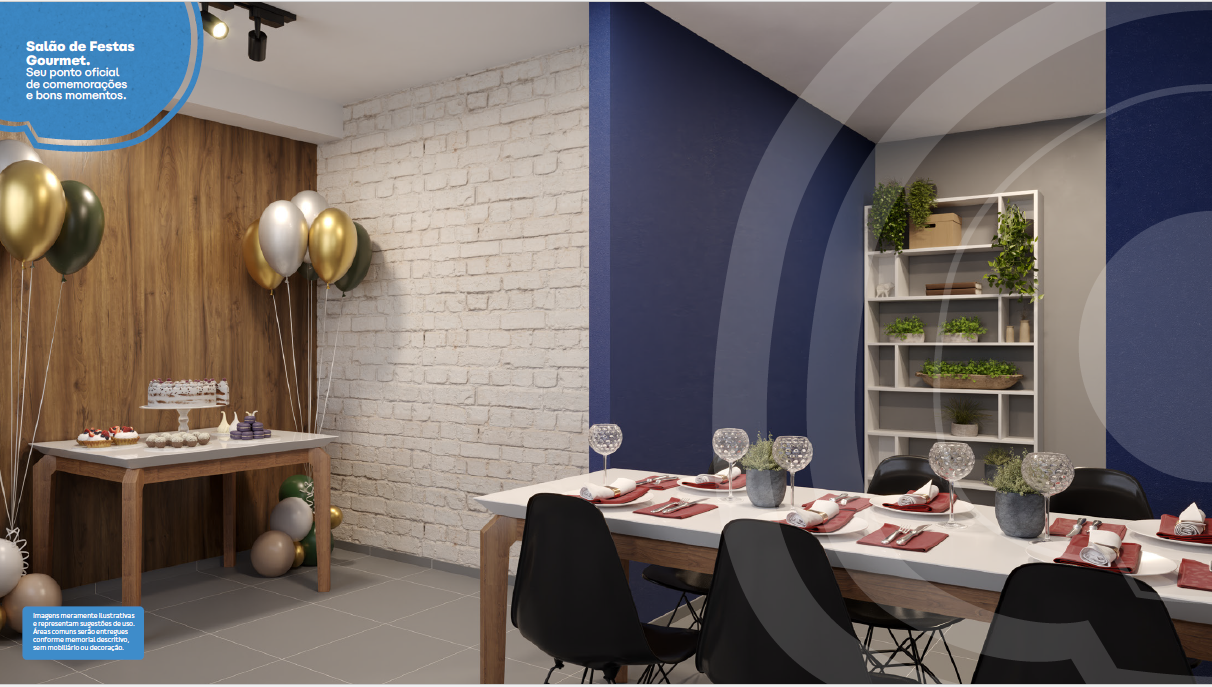 Salão de Festas
Gourmet.
Seu ponto oficial
de comemorações
e bons momentos.
Imagens meramente ilustrativas
e representam sugestões de uso.
Áreas comuns serão entregues
conforme memorial descritivo,
sem mobiliário ou decoração.